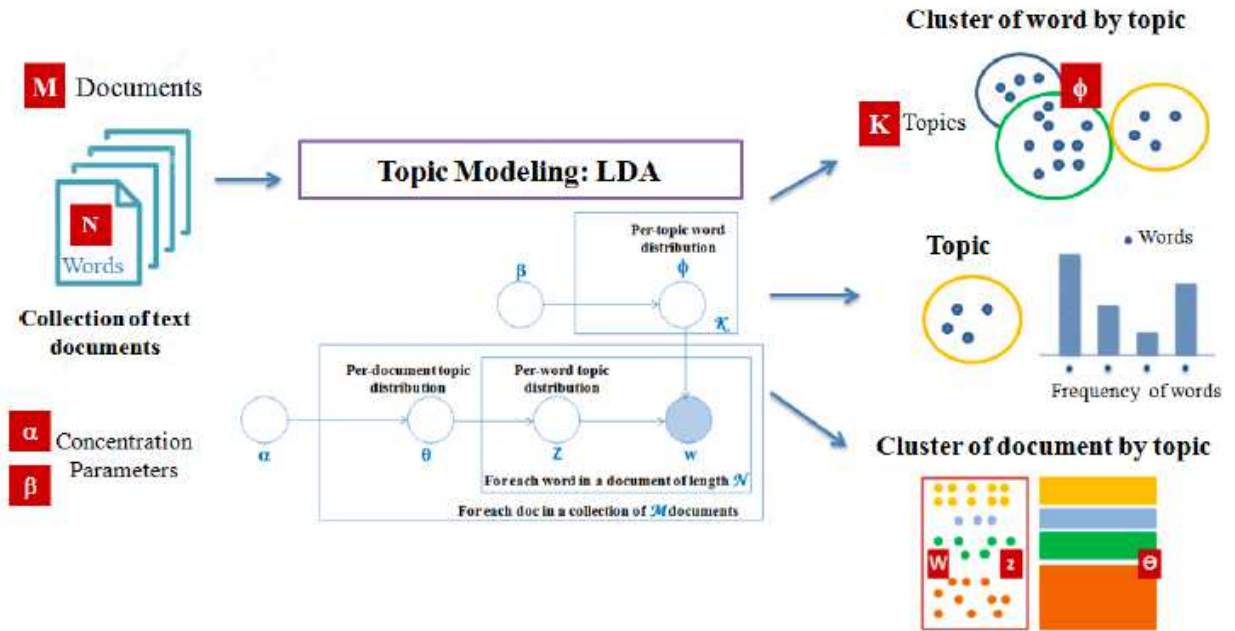 Cluster of word by topic
M Documents
ϕ
K Topics
N
Words
Topic Modeling: LDA
Collection of text
documents
Per-topic word
distribution
β
ϕ
K
Topic
Words
Frequency of words
Per-document topic
distribution
Per-word topic
distribution
α
θ
Z
w
For each word in a document of length N
For each doc in a collection of M documents
α
β
Concentration
Parameters
Cluster of document by topic
W
z
Θ